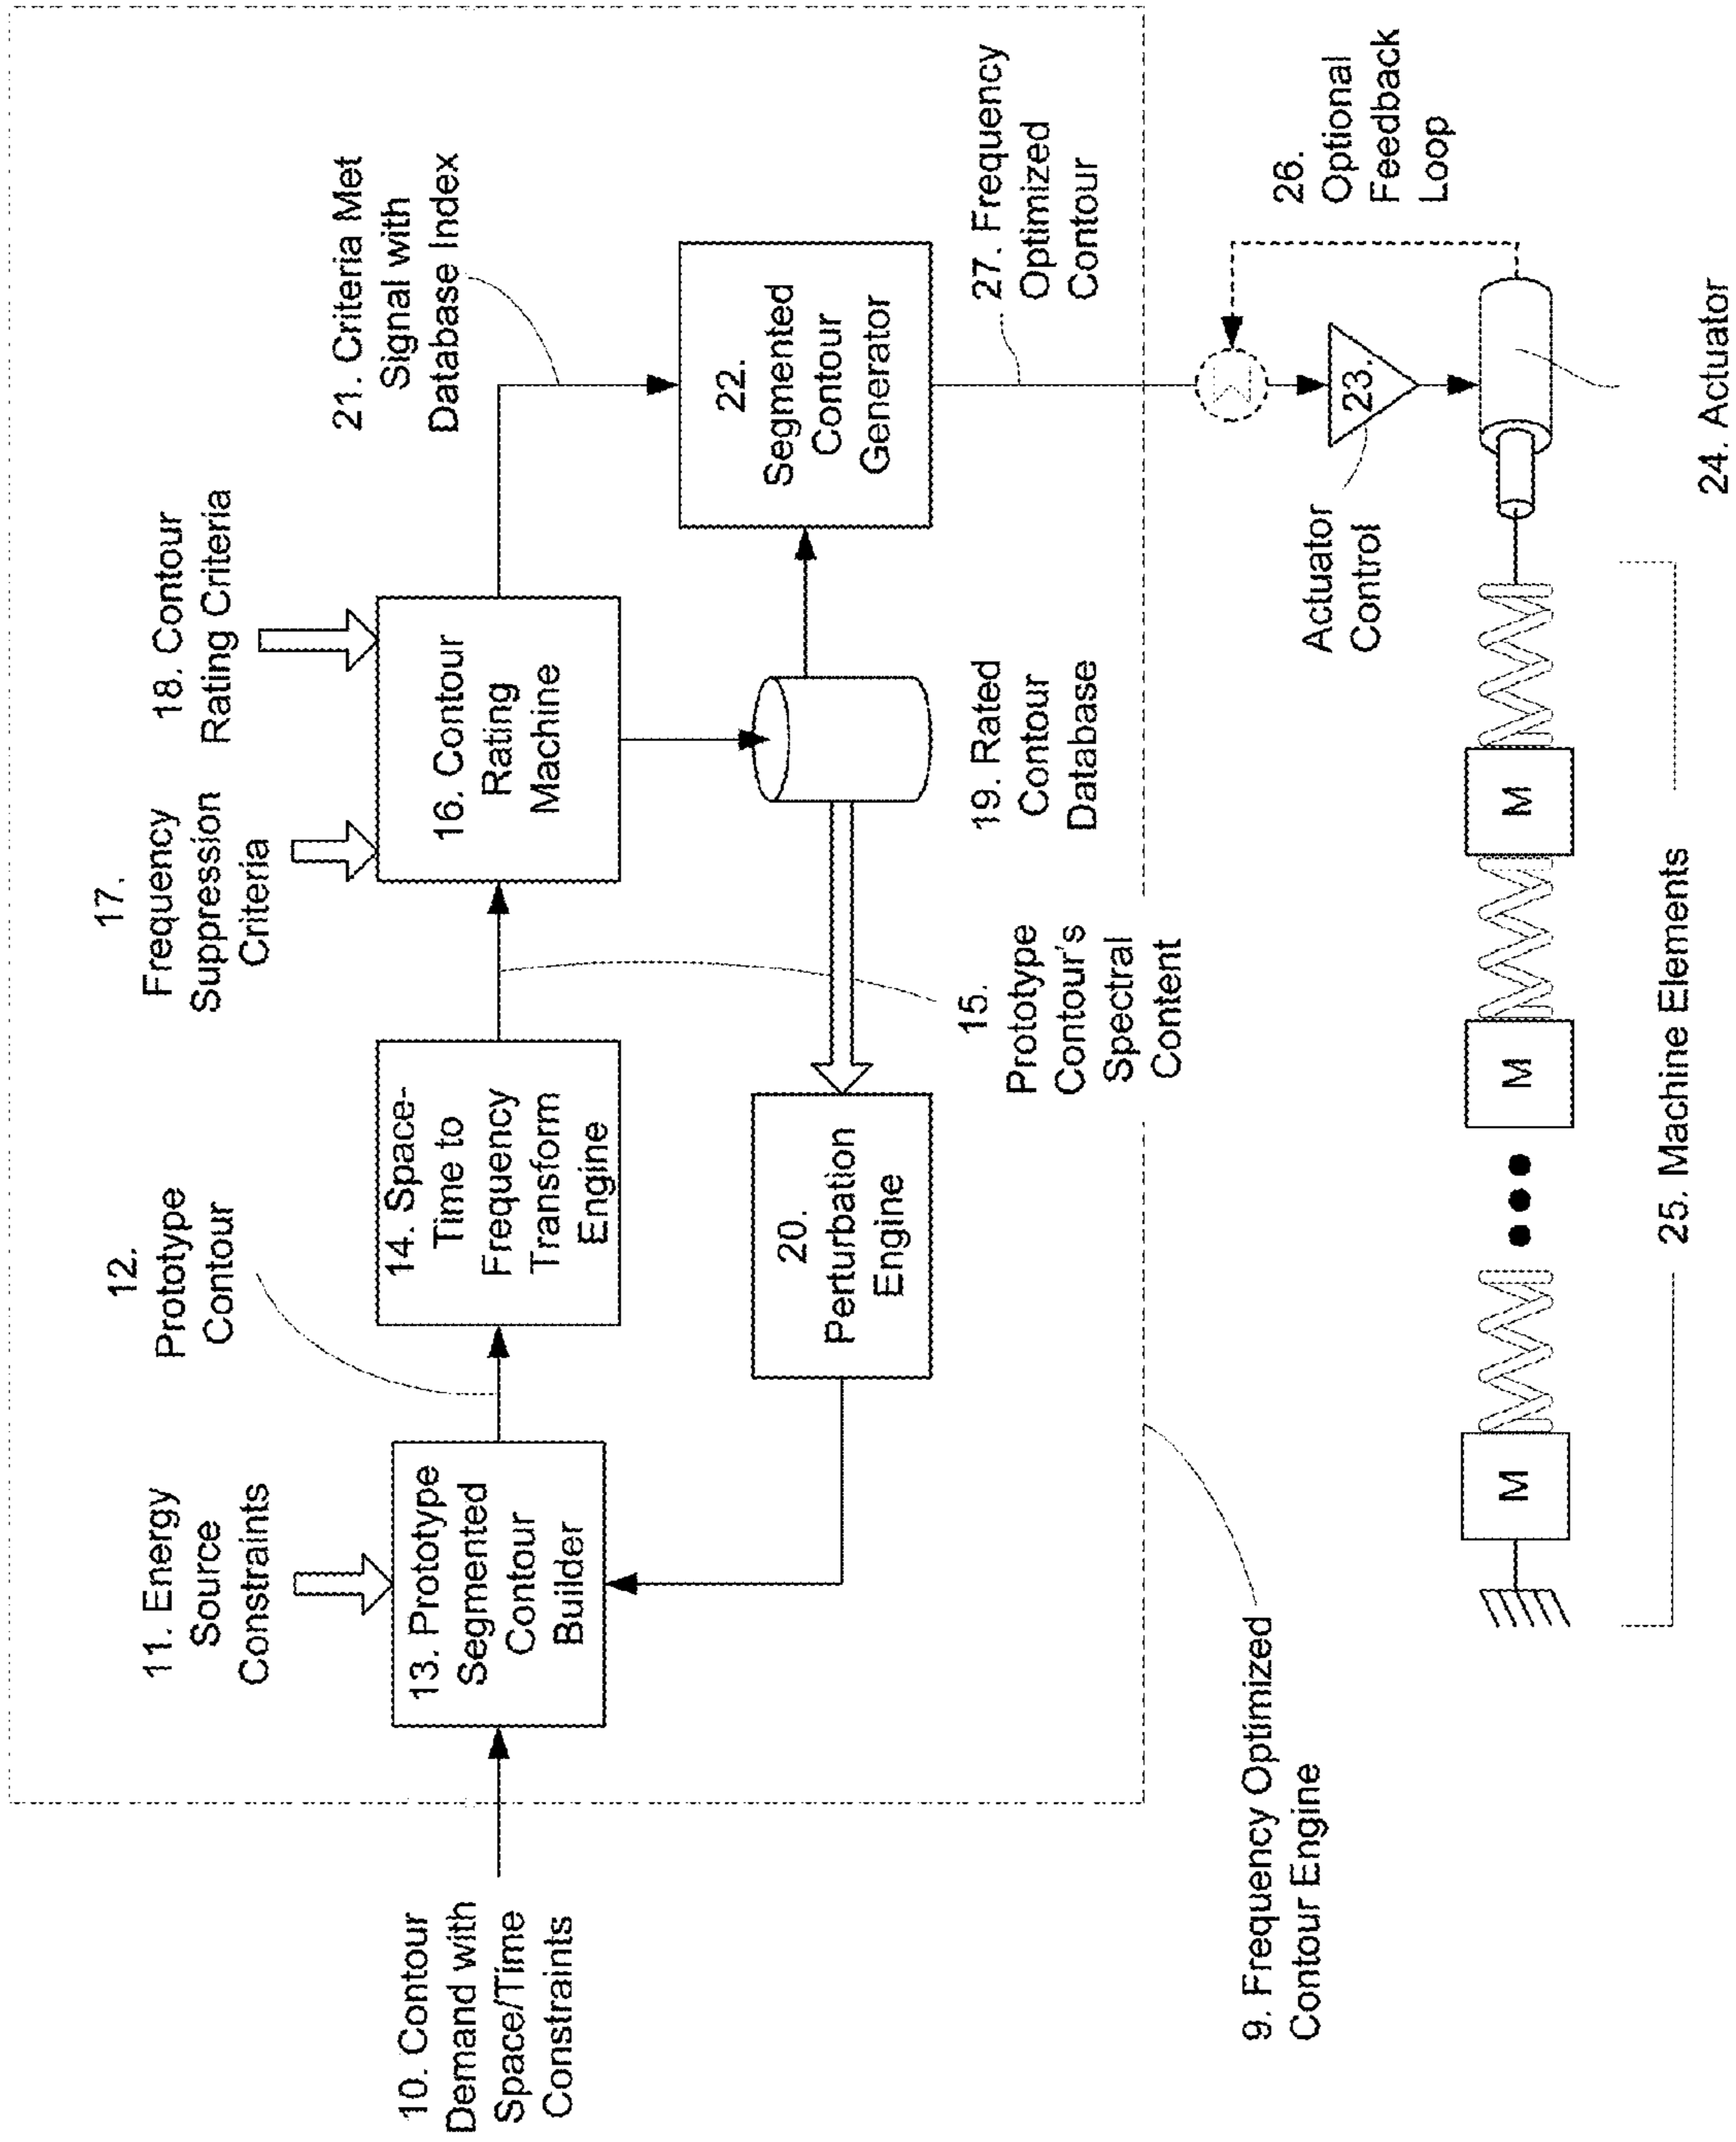 10. Contour
Demand with
Space/Time
Constraints
11. Energy
Source
Constraints
13. Prototype
Segmented
Contour
Builder
12.
Prototype
Contour
14. Space-
Time to
Frequency
Transform
Engine
17.
Frequency
Suppression
Criteria
18. Contour
Rating Criteria
16. Contour
Rating
Machine
21. Criteria Met
Signal with
Database Index
22.
Segmented
Contour
Generator
20.
Perturbation
Engine
15.
Prototype
Contour's
Spectral
Content
19. Rated
Contour
Database
27. Frequency
Optimized
Contour
9. Frequency Optimized
Contour Engine
26.
Optional
Feedback
Loop
Σ
23.
Actuator
Control
M
M
M
25. Machine Elements
24. Actuator